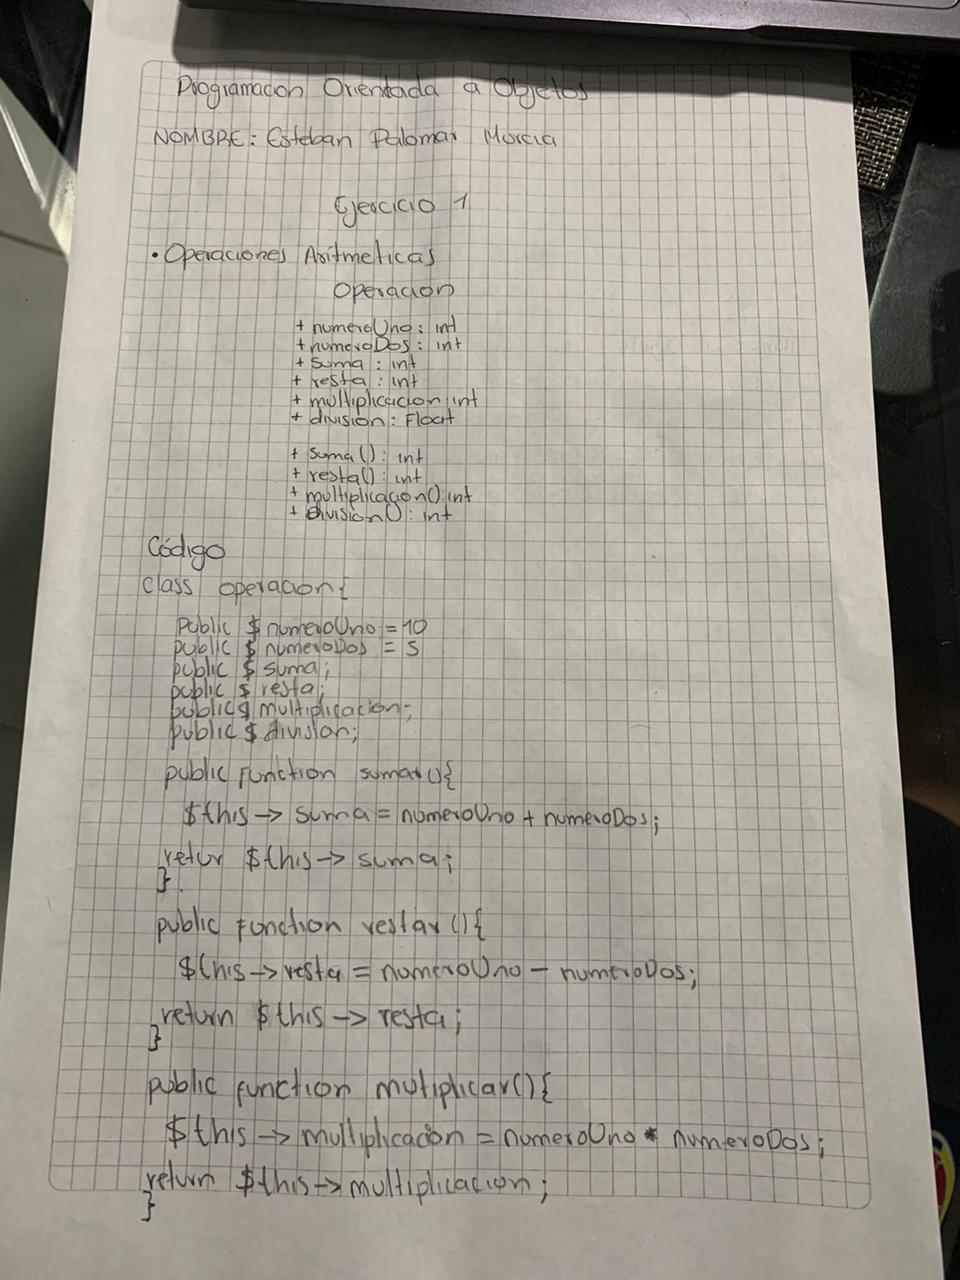 Programacion Orientada a Objetos
NOMBRE: Esteban Palomar Murcia
Ejercicio 1
• Operaciones Aritmeticas
Operacion
+ numeroUno: int
+ numeroDos: int
+ suma : int
+ resta : int
+ multiplicacion: int
+ division: Float
+ suma(): int
+ resta(): int
+ multiplicacion() int
+ division(): int
Código
class operacion{
public $ numeroUno = 10
public $ numeroDos = 5
public $ suma;
public $ resta;
public $ multiplicacion;
public $ division;
public Function sumar(){
$this -> suma = numeroUno + numeroDos;
retur $this -> suma;
}
public Function restar (){
$this -> resta = numeroUno - numeroDos;
return $this -> resta;
}
public function mutiplicar(){
$this -> multiplicacion = numeroUno * numeroDos;
return $this -> multiplicacion;
}